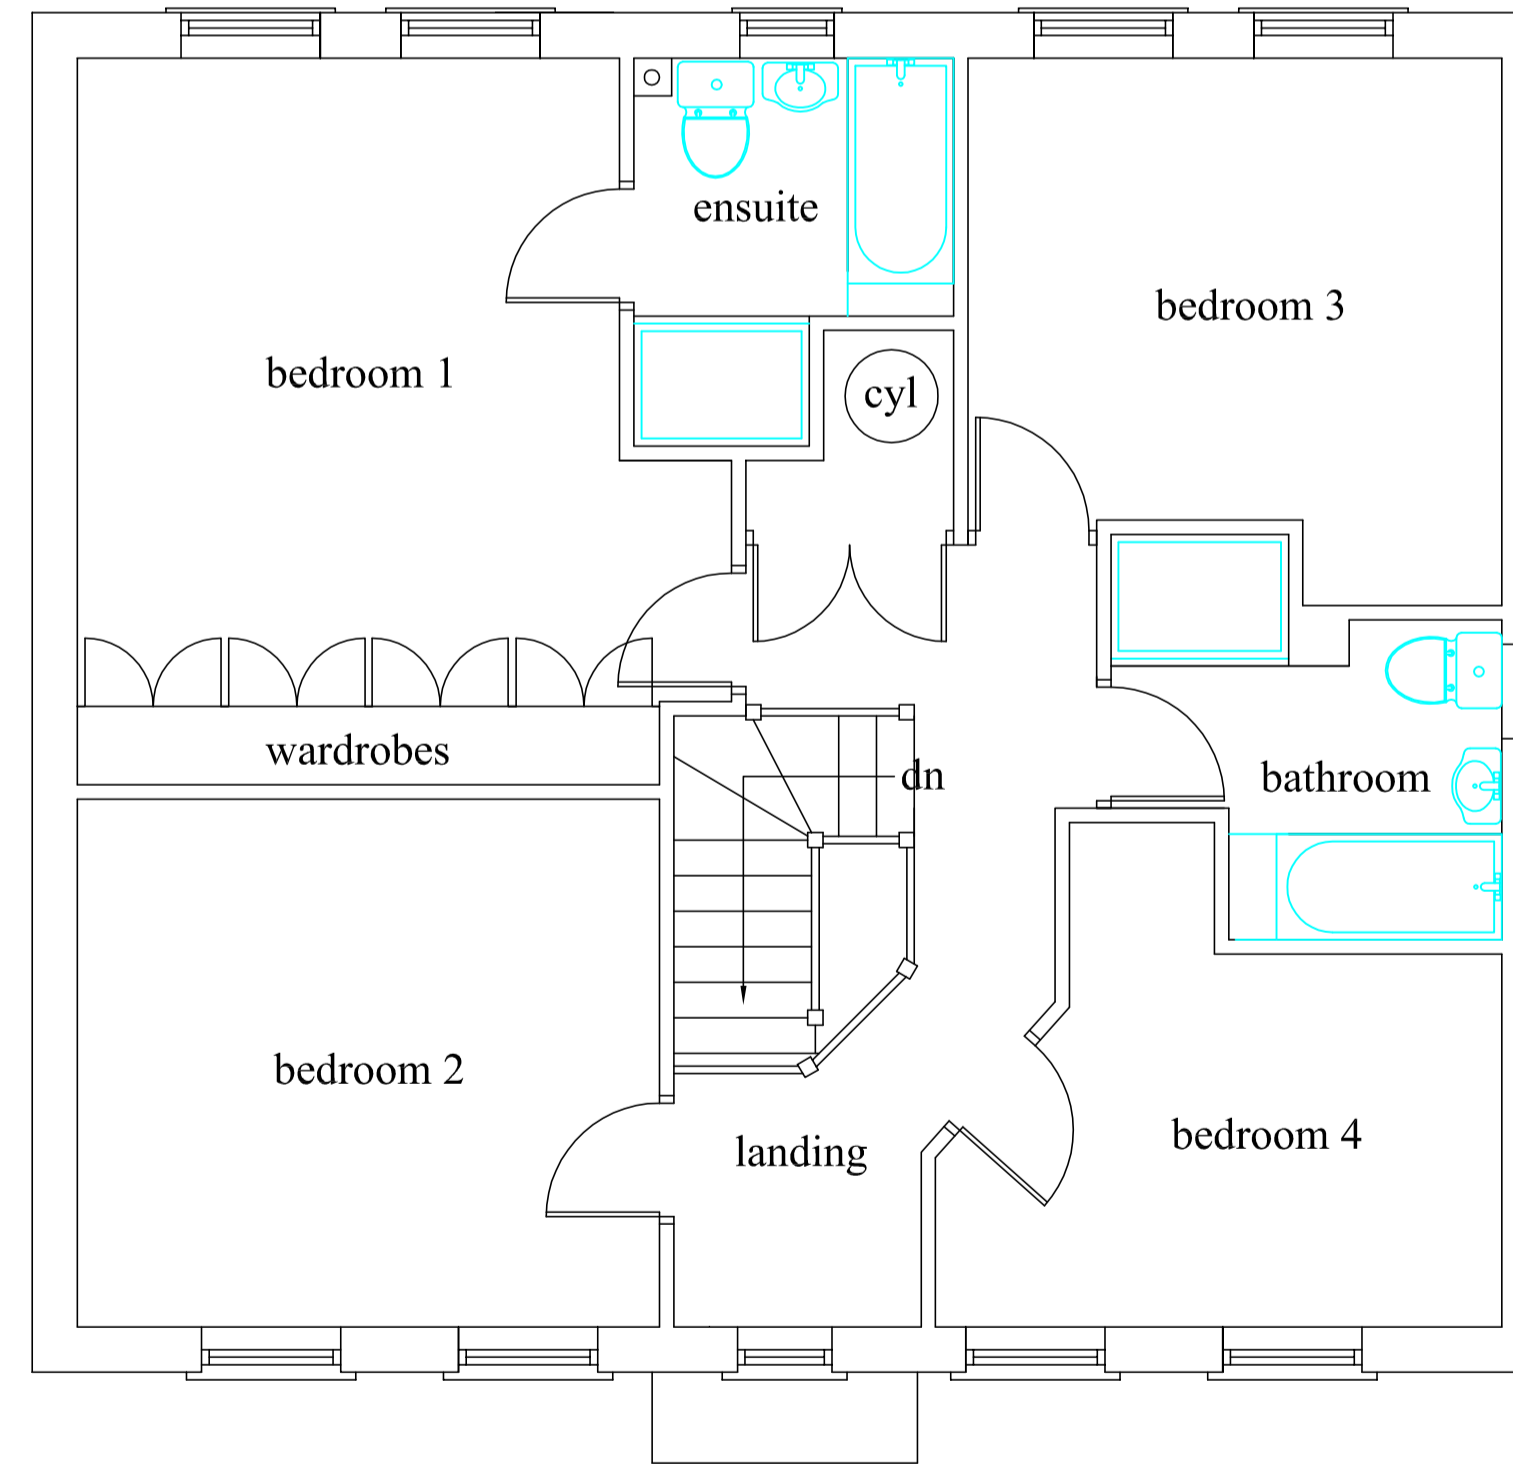 ensuite
bedroom 3
bedroom 1
cyl
wardrobes
dn
bathroom
bedroom 2
bedroom 4
landing